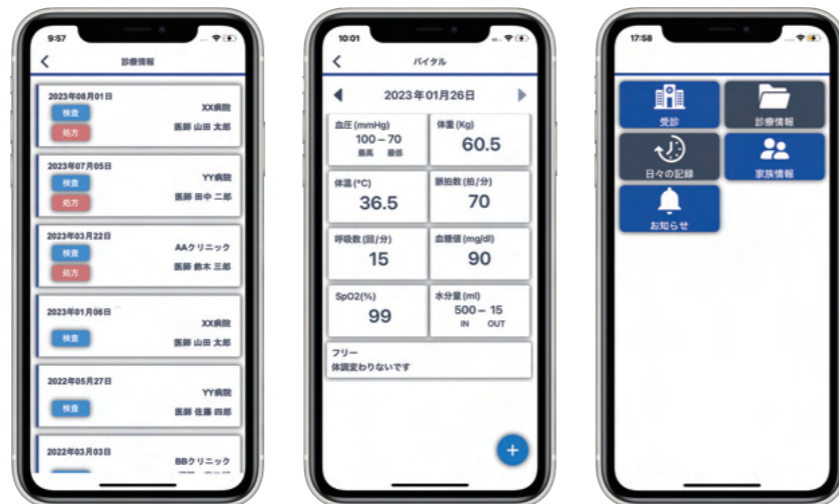 9:57
診療情報
2023年08月01日
検査
XX病院
処方
医師 山田 太郎
2023年07月05日
検査
YY病院
処方
医師 田中 二郎
2023年03月22日
検査
AAクリニック
処方
医師 鈴木 三郎
2023年01月06日
XX病院
検査
医師 山田 太郎
2022年05月27日
YY病院
検査
医師 佐藤 四郎
2022年03月03日
BBクリニック
10:01
バイタル
2023年01月26日
血圧(mmHg)
100 – 70
最高 最低
体重(Kg)
60.5
体温(°C)
36.5
脈拍数(拍/分)
70
呼吸数(回/分)
15
血糖値(mg/dl)
90
SpO2(%)
99
水分量(ml)
500 – 15
IN OUT
フリー
体調変わりないです
+
17:58
受診
診療情報
日々の記録
家族情報
お知らせ